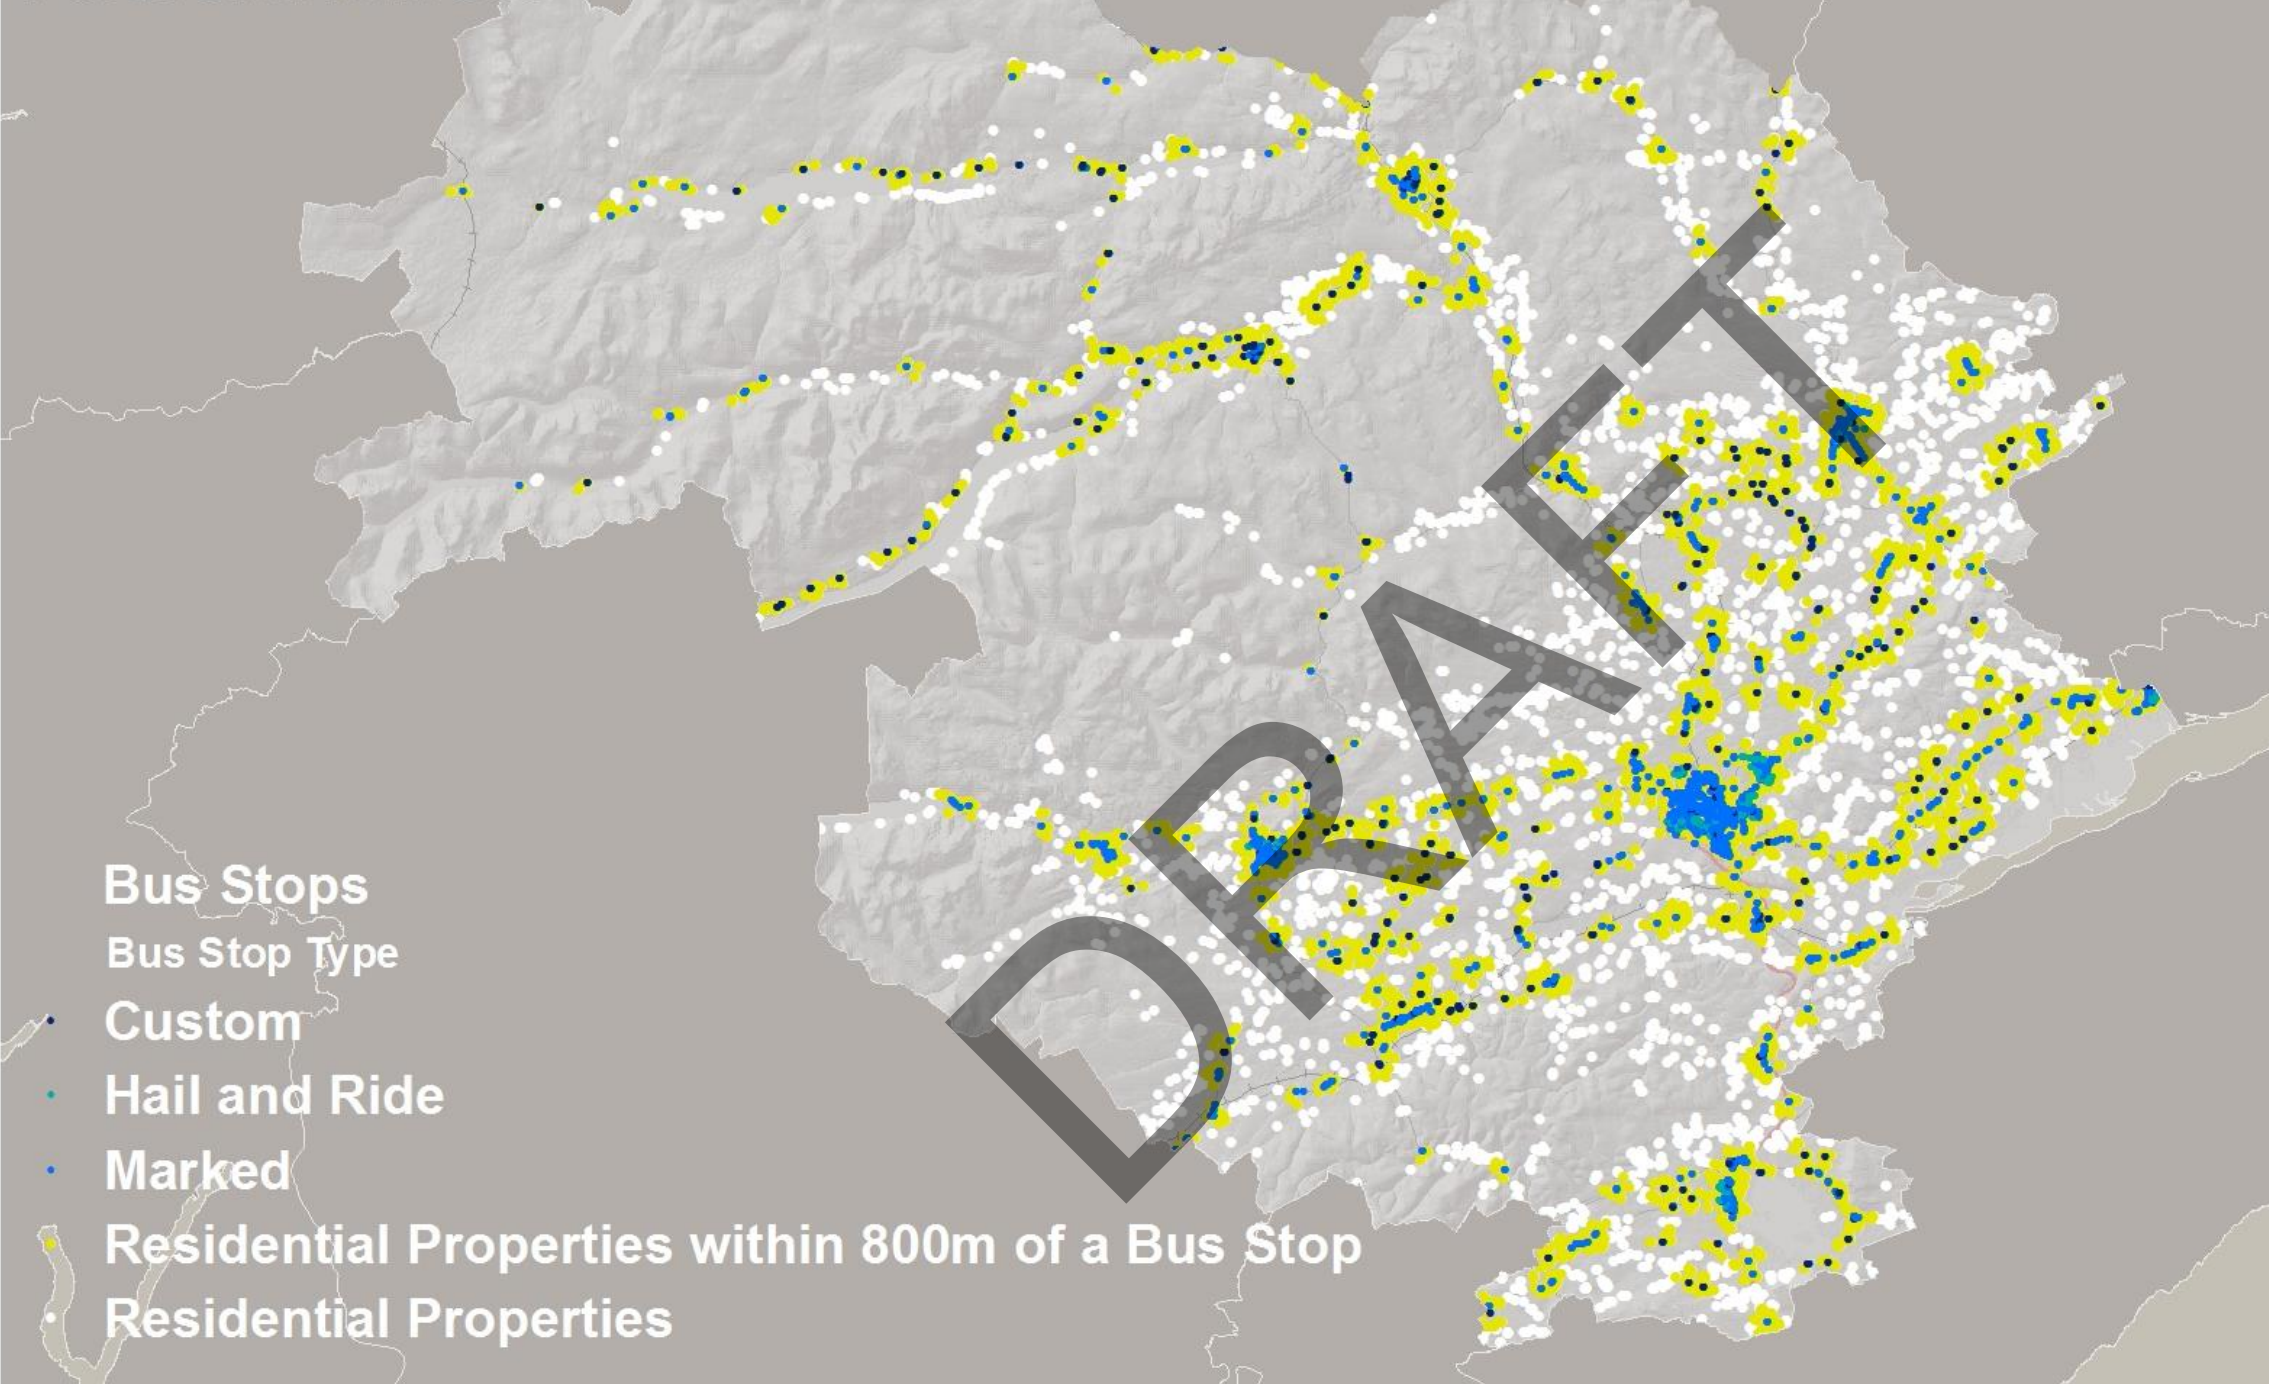 DRAFT
Bus Stops
Bus Stop Type
Custom
Hail and Ride
Marked
Residential Properties within 800m of a Bus Stop
Residential Properties